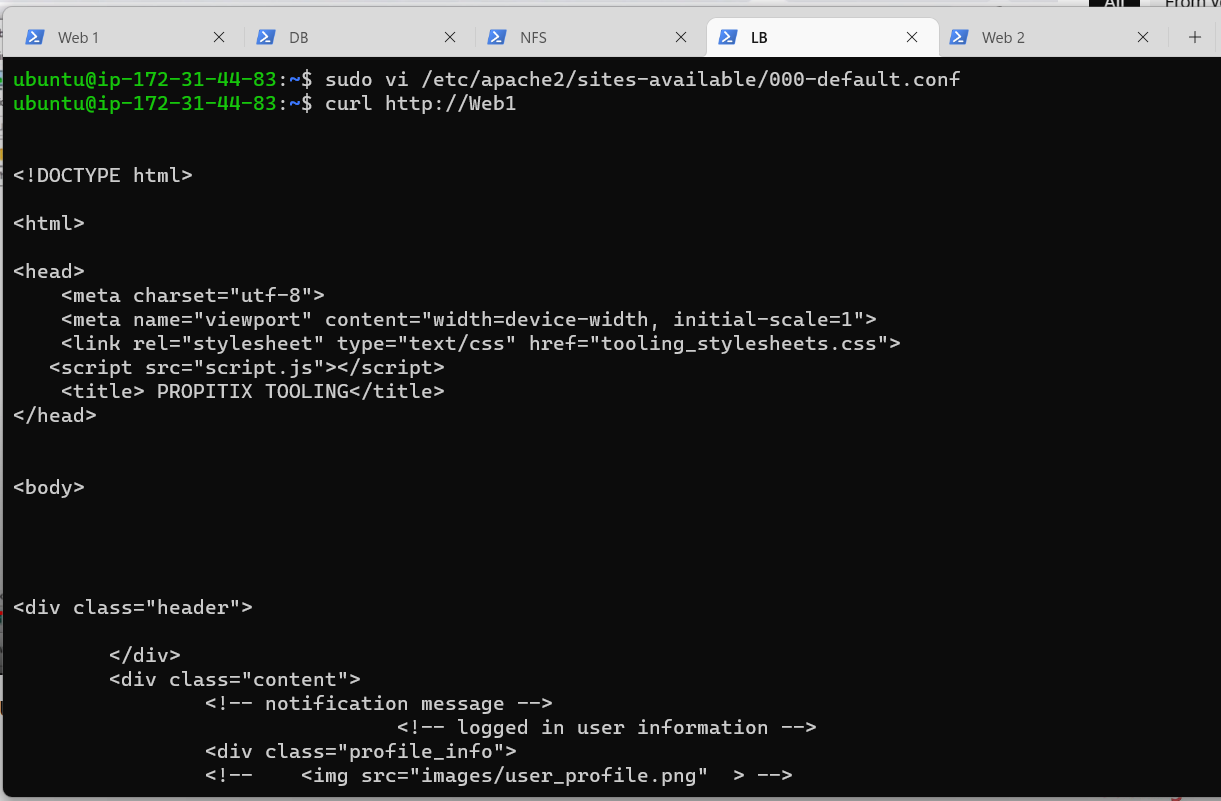 All
From v
Web 1
DB
NFS
LB
Web 2
ubuntu@ip-172-31-44-83:~$ sudo vi /etc/apache2/sites-available/000-default.conf
ubuntu@ip-172-31-44-83:~$ curl http://Web1
<!DOCTYPE html>
<html>
<head>
    <meta charset="utf-8">
    <meta name="viewport" content="width=device-width, initial-scale=1">
    <link rel="stylesheet" type="text/css" href="tooling_stylesheets.css">
   <script src="script.js"></script>
    <title> PROPITIX TOOLING</title>
</head>
<body>
<div class="header">
        </div>
        <div class="content">
                <!-- notification message -->
                                <!-- logged in user information -->
                <div class="profile_info">
                <!--    <img src="images/user_profile.png"  > -->